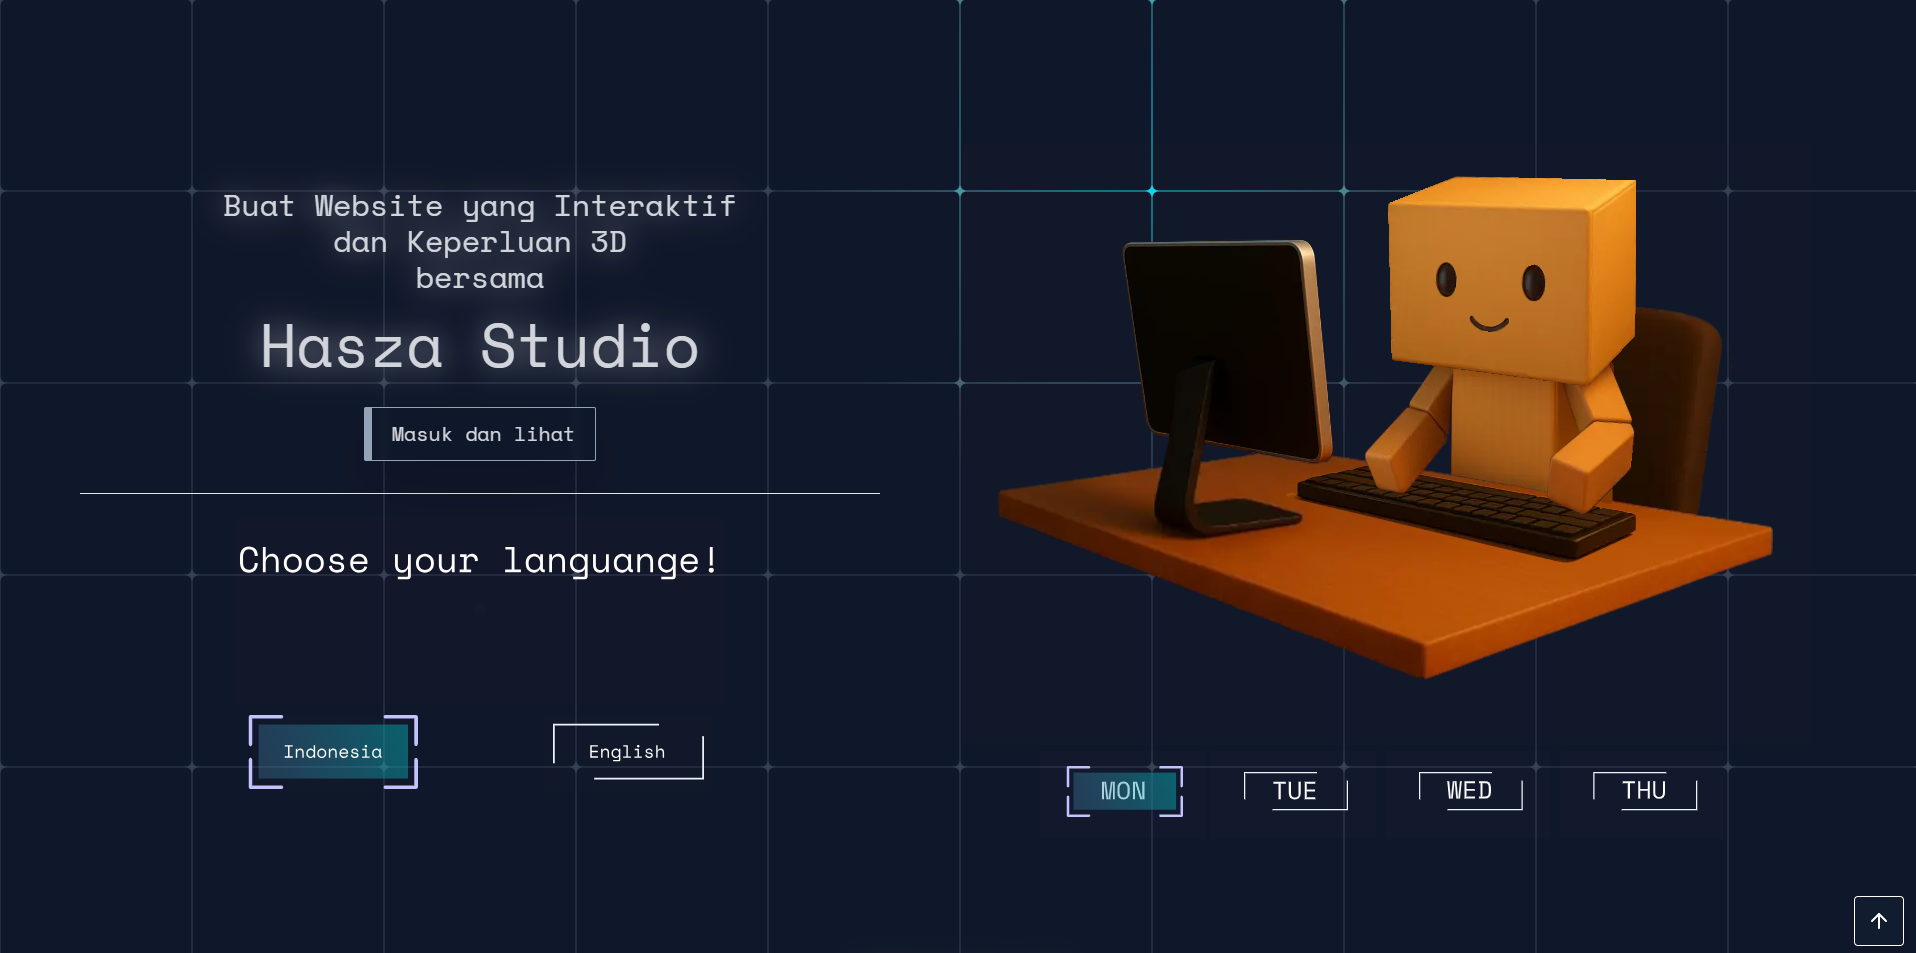 Buat Website yang Interaktif
dan Keperluan 3D
bersama
Hasza Studio
Masuk dan lihat
Choose your languange!
Indonesia
English
MON
TUE
WED
THU